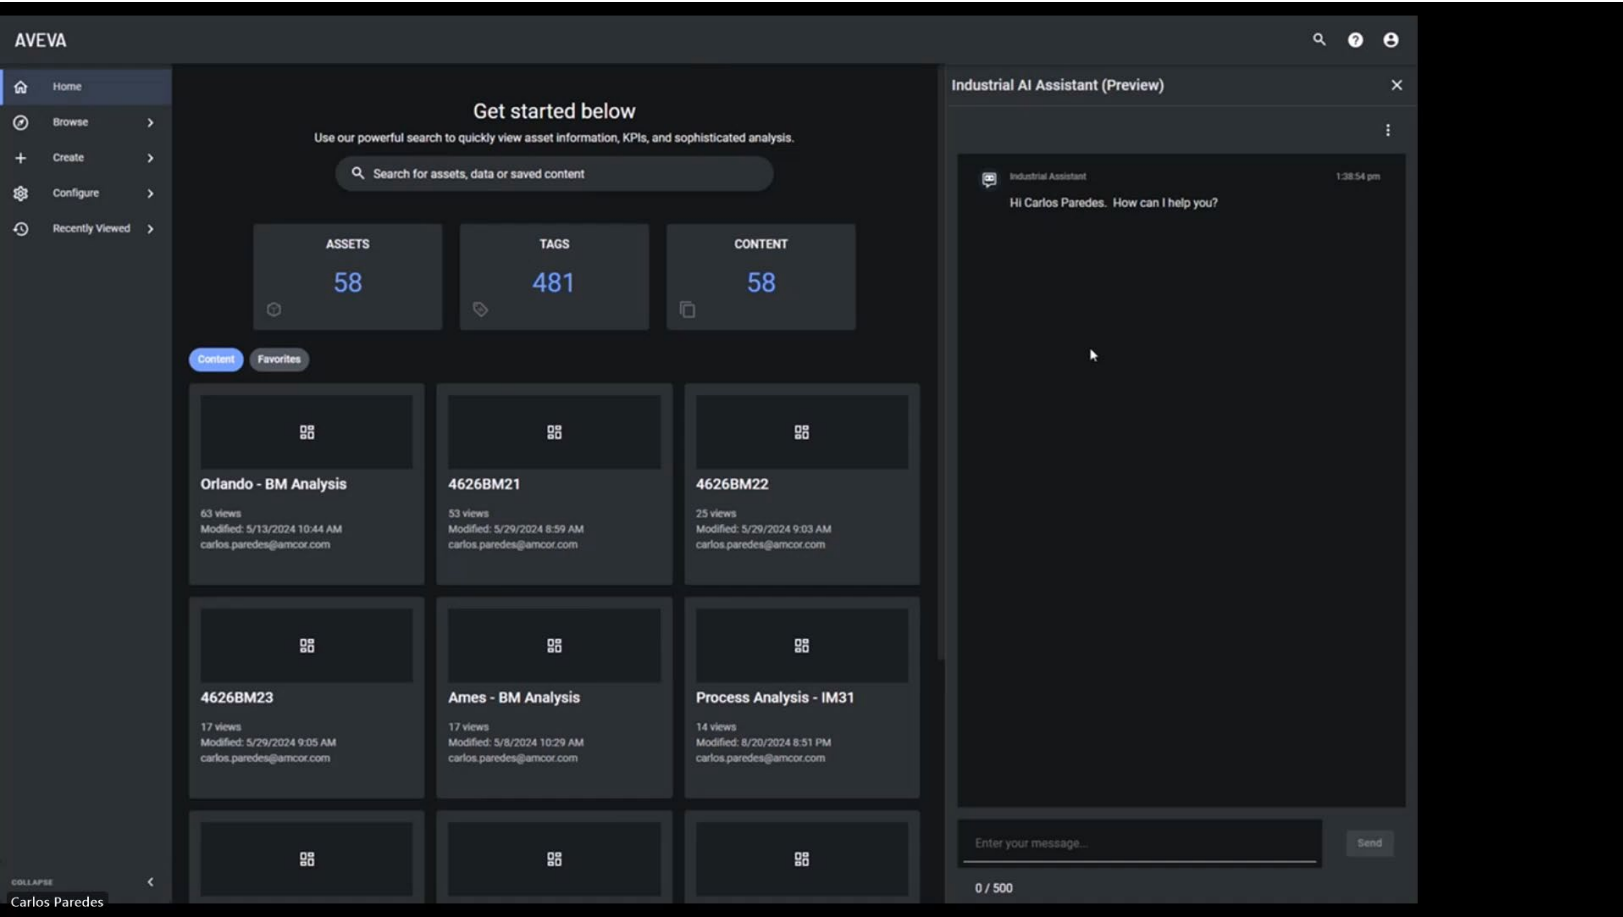 AVEVA
Home
Browse
Create
Configure
Recently Viewed
COLLAPSE
Carlos Paredes
Get started below
Use our powerful search to quickly view asset information, KPIs, and sophisticated analysis.
Search for assets, data or saved content
ASSETS
58
TAGS
481
CONTENT
58
Content
Favorites
Orlando - BM Analysis
63 views
Modified: 5/13/2024 10:44 AM
carlos.paredes@amcor.com
4626BM21
53 views
Modified: 5/29/2024 8:59 AM
carlos.paredes@amcor.com
4626BM22
25 views
Modified: 5/29/2024 9:03 AM
carlos.paredes@amcor.com
4626BM23
17 views
Modified: 5/29/2024 9:05 AM
carlos.paredes@amcor.com
Ames - BM Analysis
17 views
Modified: 5/8/2024 10:29 AM
carlos.paredes@amcor.com
Process Analysis - IM31
14 views
Modified: 8/20/2024 8:51 PM
carlos.paredes@amcor.com
Industrial AI Assistant (Preview)
Industrial Assistant
1:38:54 pm
Hi Carlos Paredes. How can I help you?
Enter your message...
Send
0 / 500